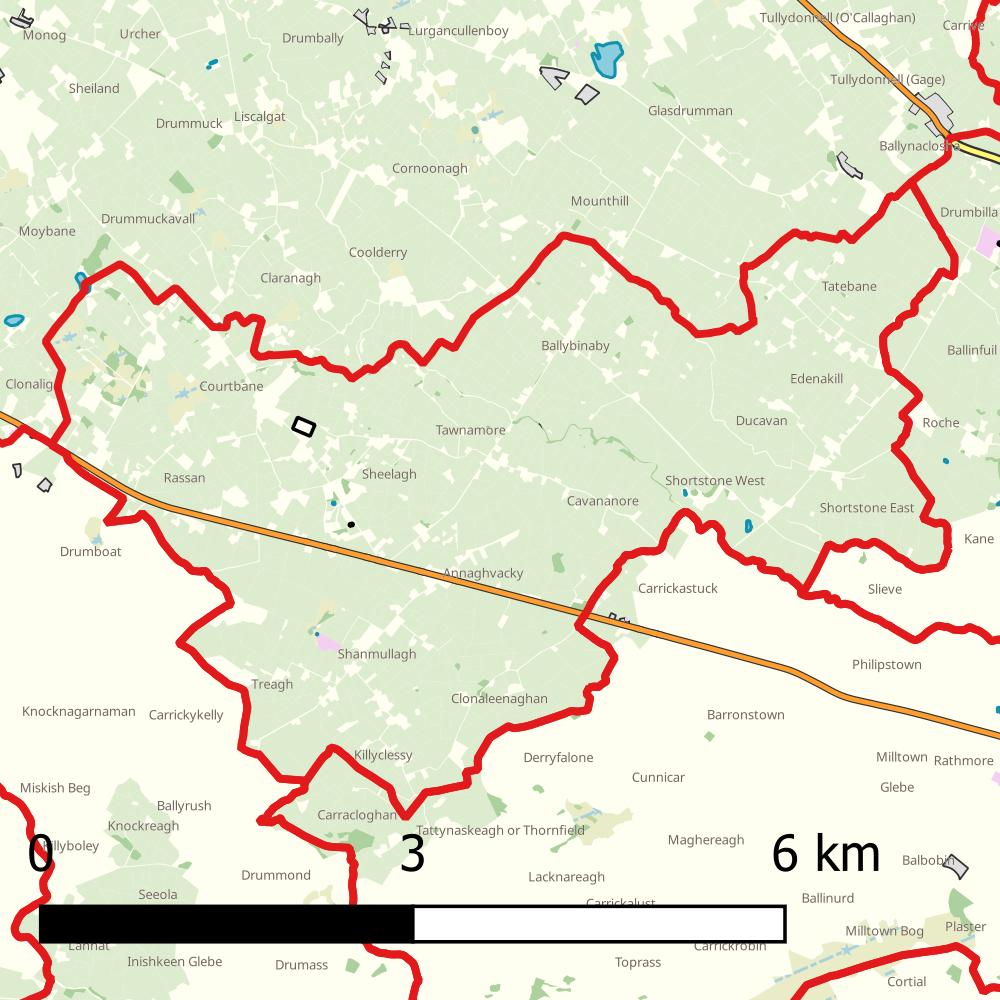 Tullydonnell (O'Callaghan)
Carrive
Monog
Urcher
Drumbally
Lurgancullenboy
Tullydonnell (Gage)
Sheiland
Drummuck
Liscalgat
Glasdrumman
Ballynaclosha
Cornoonagh
Mounthill
Drummuckavall
Drumbilla
Moybane
Coolderry
Claranagh
Tatebane
Ballybinaby
Ballinfuil
Clonalig
Courtbane
Edenakill
Tawnamore
Ducavan
Roche
Rassan
Sheelagh
Shortstone West
Cavananore
Shortstone East
Drumboat
Kane
Annaghvacky
Carrickastuck
Slieve
Shanmullagh
Philipstown
Treagh
Clonaleenaghan
Knocknagarnaman
Carrickykelly
Barronstown
Killyclessy
Derryfalone
Milltown
Rathmore
Cunnicar
Miskish Beg
Glebe
Ballyrush
Carracloghan
Knockreagh
Tattynaskeagh or Thornfield
Killyboley
Maghereagh
0 3 6 km
Balbobin
Drummond
Lacknareagh
Seeola
Carrickalust
Ballinurd
Plaster
Milltown Bog
Lannat
Carrickrobin
Inishkeen Glebe
Drumass
Toprass
Cortial